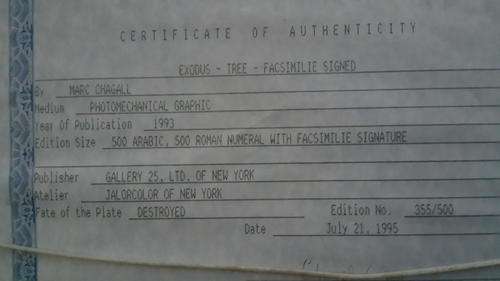 CERTIFICATE OF AUTHENTICITY
EXODUS - TREE - FACSIMILIE SIGNED
By MARC CHAGALL
Medium PHOTOMECHANICAL GRAPHIC
Year Of Publication 1993
Edition Size 500 ARABIC, 500 ROMAN NUMERAL WITH FACSIMILIE SIGNATURE
Publisher GALLERY 25, LTD. OF NEW YORK
Atelier JALORCOLOR OF NEW YORK
Fate of the Plate DESTROYED Edition No. 355/500
Date July 21, 1995